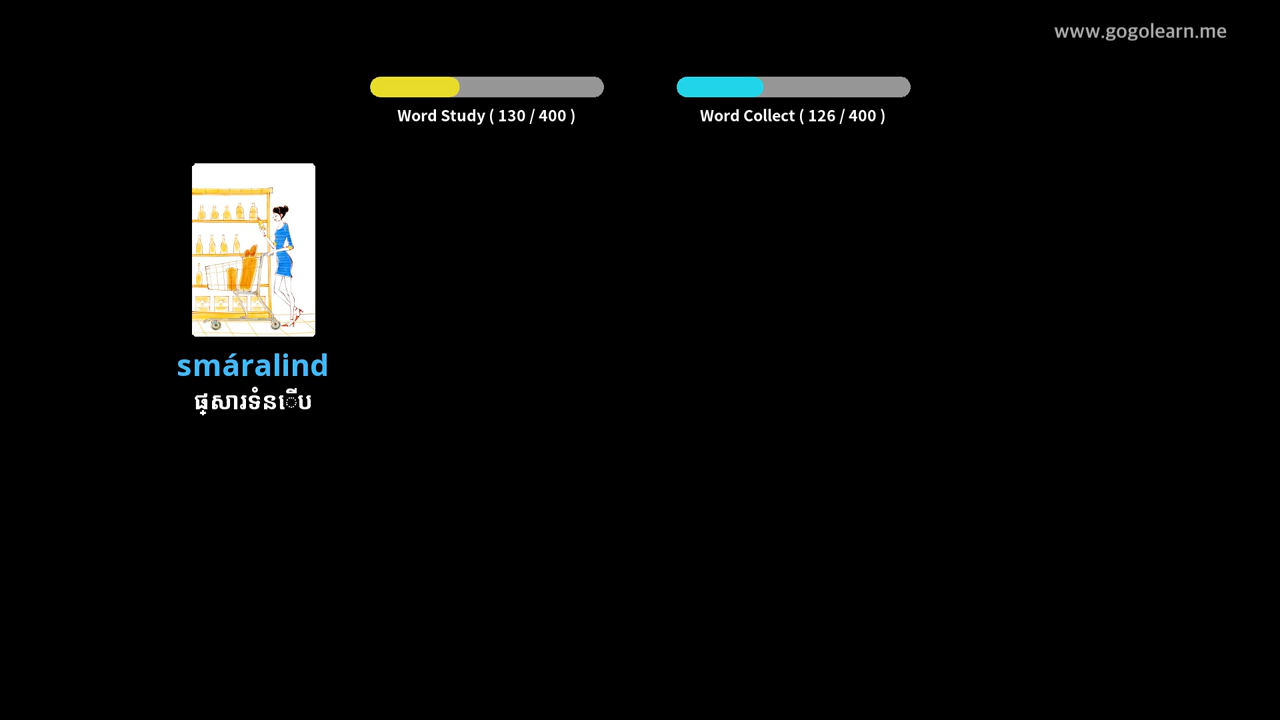 www.gogolearn.me
Word Study ( 130 / 400 )
Word Collect ( 126 / 400 )
smáralind
ផ្សារទំនើប